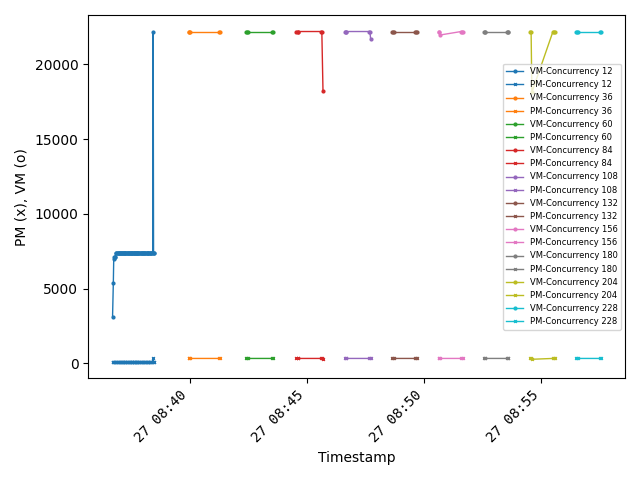 20000
15000
10000
5000
0
PM (x), VM (o)
VM-Concurrency 12
PM-Concurrency 12
VM-Concurrency 36
PM-Concurrency 36
VM-Concurrency 60
PM-Concurrency 60
VM-Concurrency 84
PM-Concurrency 84
VM-Concurrency 108
PM-Concurrency 108
VM-Concurrency 132
PM-Concurrency 132
VM-Concurrency 156
PM-Concurrency 156
VM-Concurrency 180
PM-Concurrency 180
VM-Concurrency 204
PM-Concurrency 204
VM-Concurrency 228
PM-Concurrency 228
27 08:40
27 08:45
27 08:50
27 08:55
Timestamp